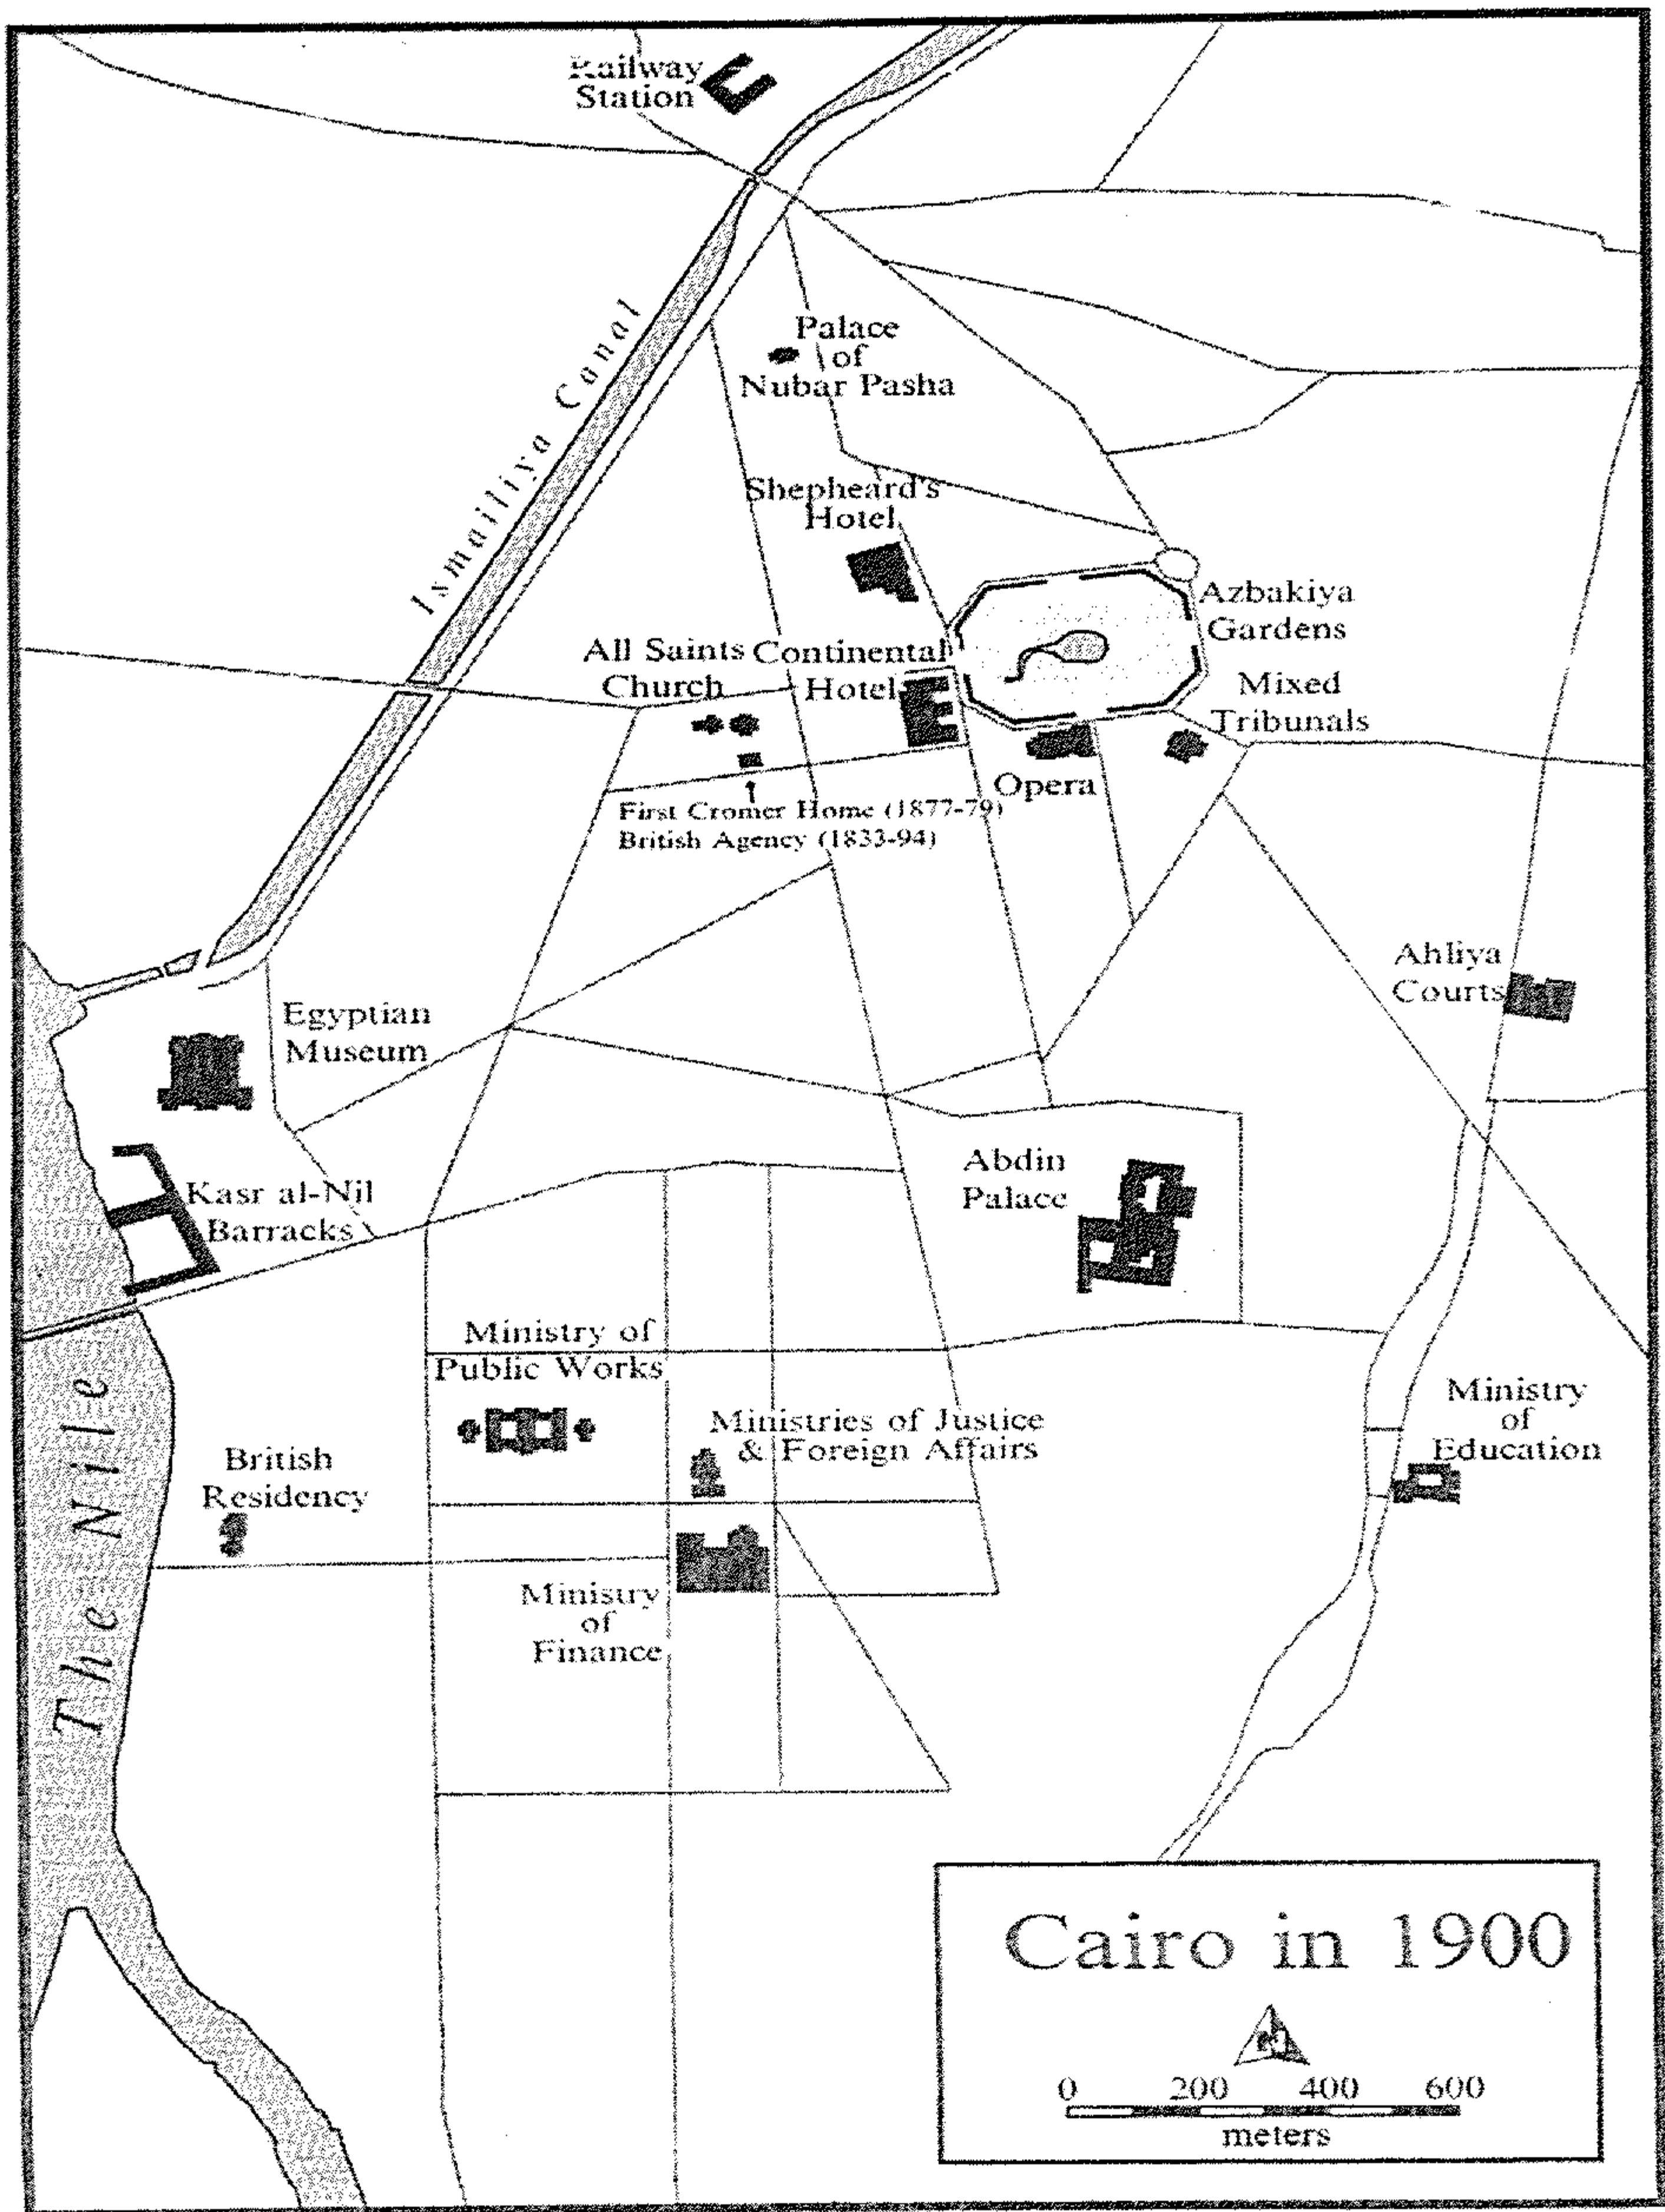 Railway
Station
Ismailiya Canal
Palace
of
Nubar Pasha
Shepheard's
Hotel
Azbakiya
Gardens
All Saints
Church
Continental
Hotel
Mixed
Tribunals
Opera
First Cromer Home (1877-79)
British Agency (1833-94)
Ahliya
Courts
Egyptian
Museum
Kasr al-Nil
Barracks
Abdin
Palace
Ministry of
Public Works
Ministries of Justice
& Foreign Affairs
Ministry
of
Education
British
Residency
The Nile
Ministry
of
Finance
Cairo in 1900
0 200 400 600
meters